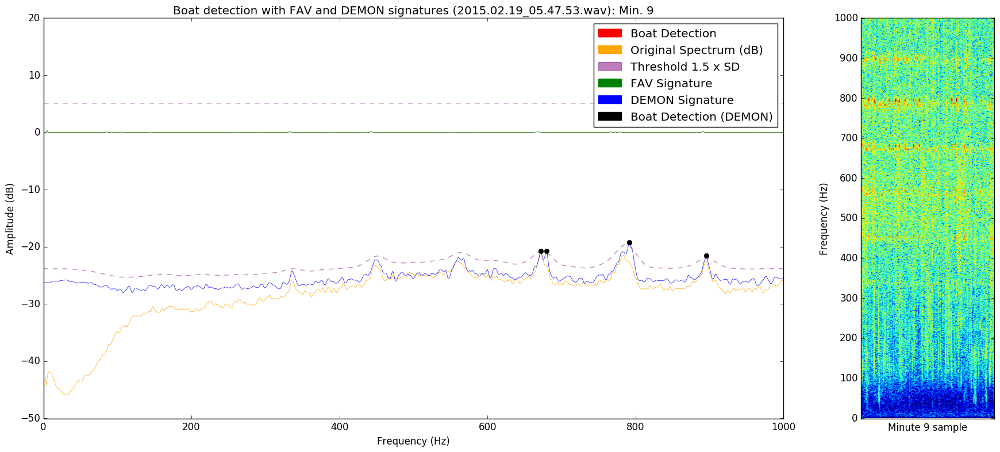 Boat detection with FAV and DEMON signatures (2015.02.19_05.47.53.wav): Min. 9
20
10
0
−10
−20
−30
−40
−50
Amplitude (dB)
0
200
400
600
800
1000
Frequency (Hz)
Boat Detection
Original Spectrum (dB)
Threshold 1.5 x SD
FAV Signature
DEMON Signature
Boat Detection (DEMON)
1000
900
800
700
600
500
400
300
200
100
0
Frequency (Hz)
Minute 9 sample